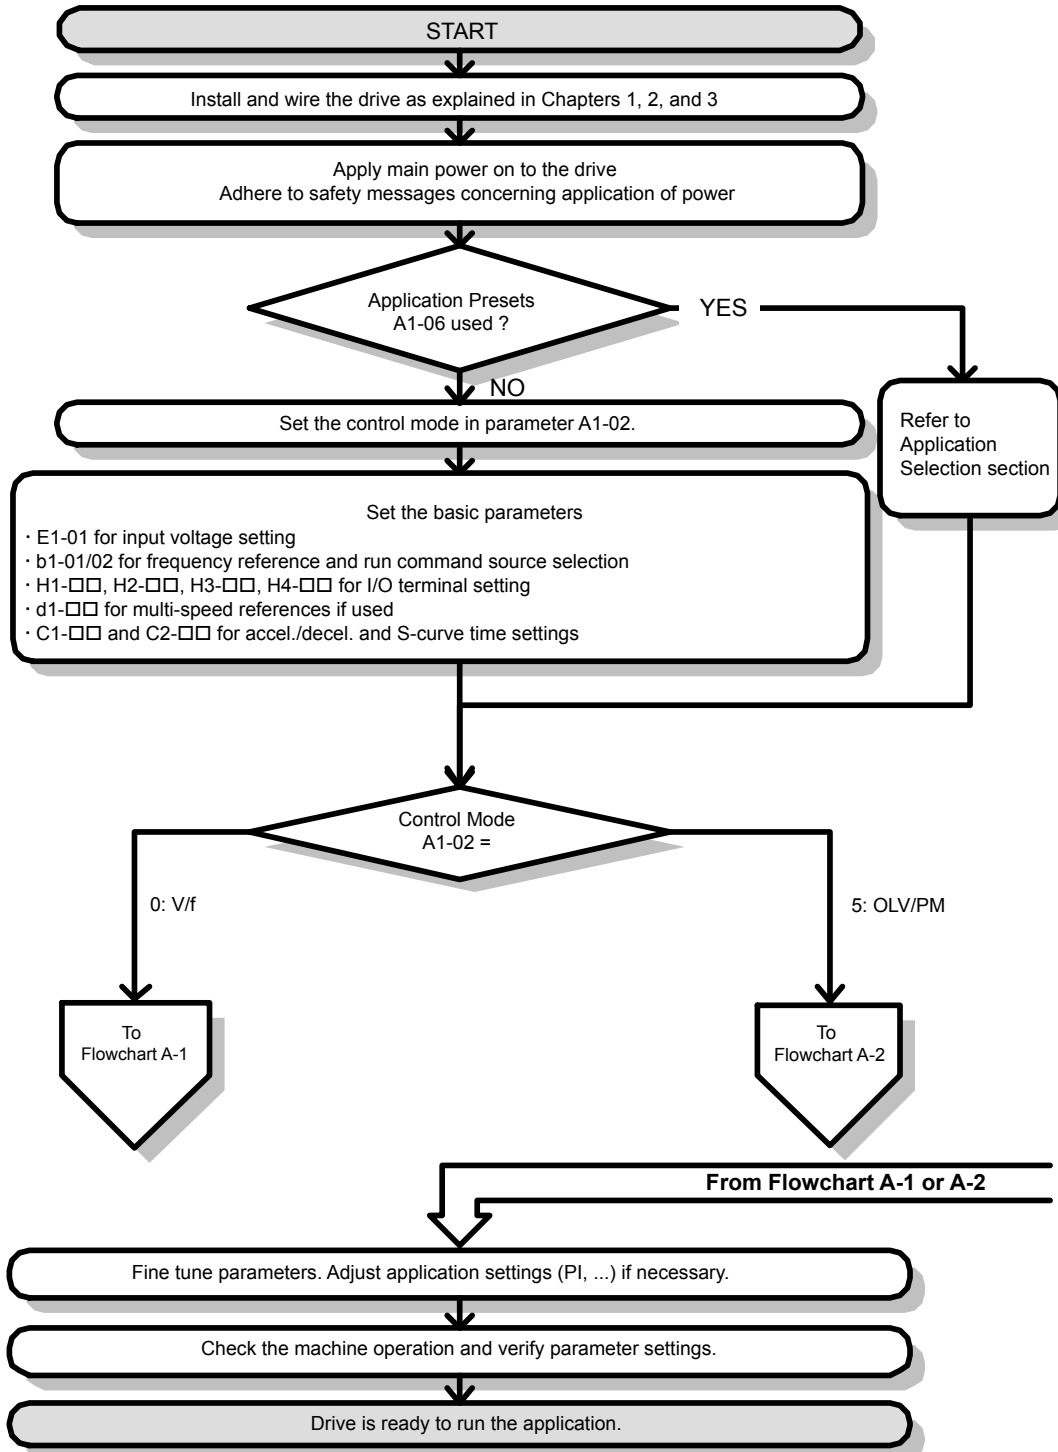 START
Install and wire the drive as explained in Chapters 1, 2, and 3
Apply main power on to the drive
Adhere to safety messages concerning application of power
Application Presets
A1-06 used ?
YES
NO
Set the control mode in parameter A1-02.
Refer to
Application
Selection section
Set the basic parameters
· E1-01 for input voltage setting
· b1-01/02 for frequency reference and run command source selection
· H1-□□, H2-□□, H3-□□, H4-□□ for I/O terminal setting
· d1-□□ for multi-speed references if used
· C1-□□ and C2-□□ for accel./decel. and S-curve time settings
Control Mode
A1-02 =
0: V/f
5: OLV/PM
To
Flowchart A-1
To
Flowchart A-2
From Flowchart A-1 or A-2
Fine tune parameters. Adjust application settings (PI, ...) if necessary.
Check the machine operation and verify parameter settings.
Drive is ready to run the application.